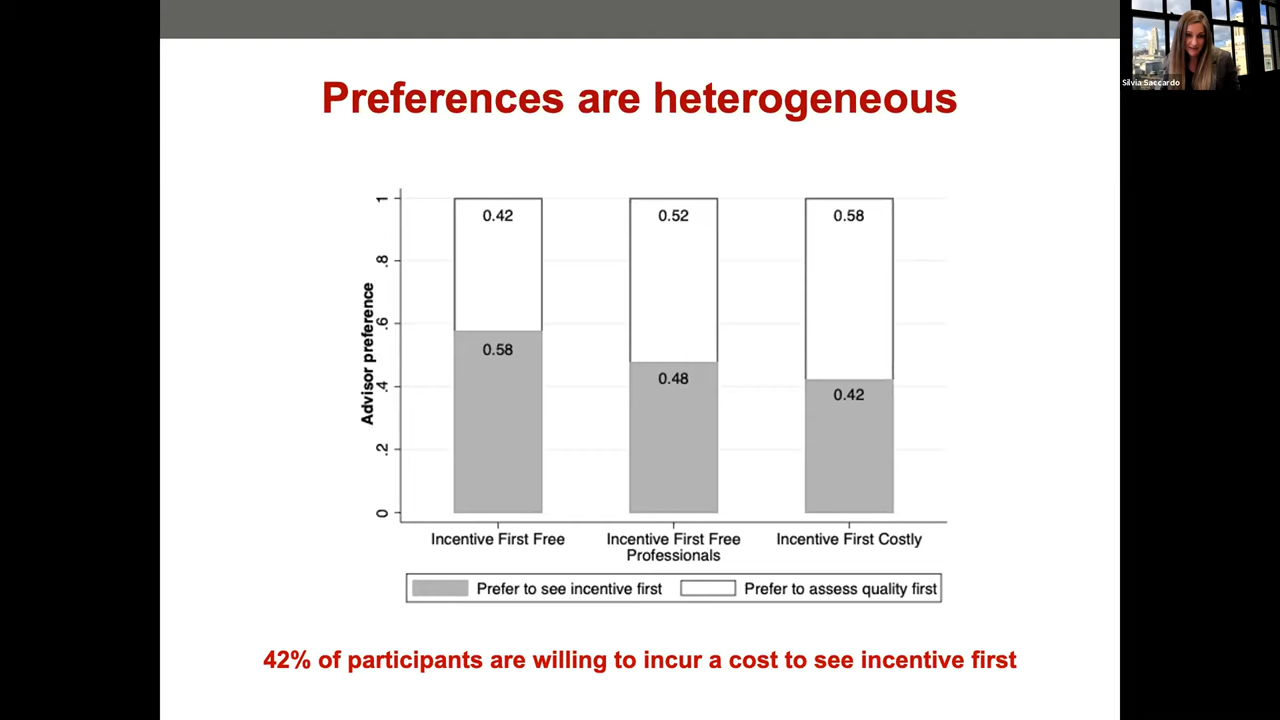 Silvia Saccardo
Preferences are heterogeneous
Advisor preference
1
.8
.6
.4
.2
0
0.42
0.52
0.58
0.58
0.48
0.42
Incentive First Free
Incentive First Free
Professionals
Incentive First Costly
Prefer to see incentive first
Prefer to assess quality first
42% of participants are willing to incur a cost to see incentive first